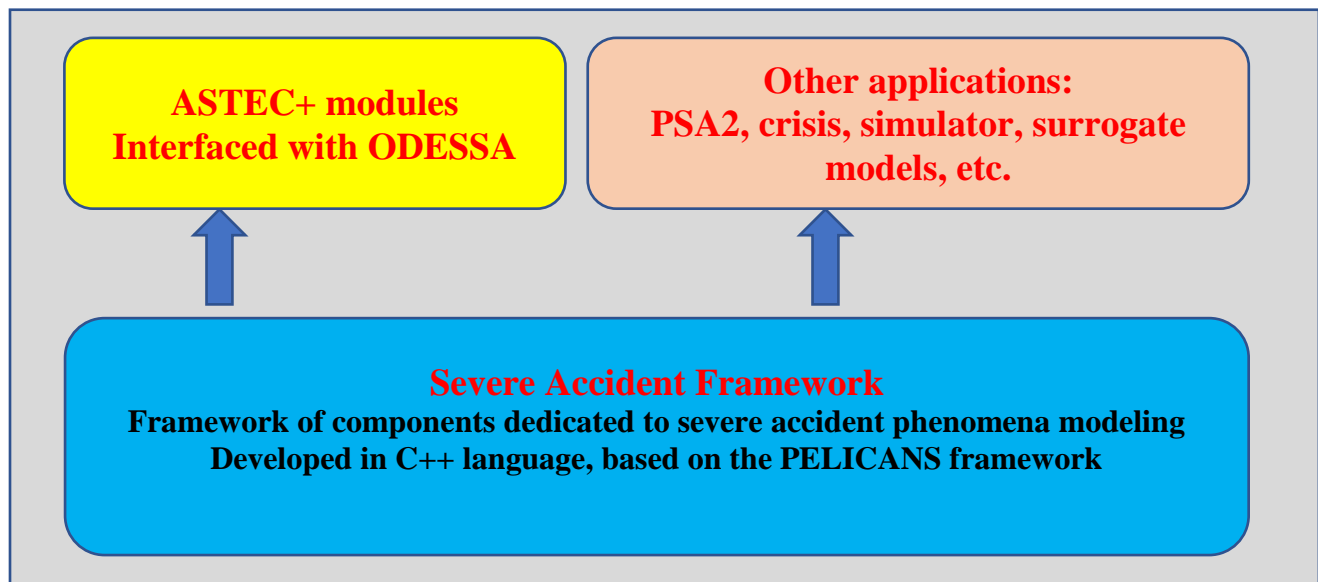 ASTEC+ modules
Interfaced with ODESSA
Other applications:
PSA2, crisis, simulator, surrogate
models, etc.
Severe Accident Framework
Framework of components dedicated to severe accident phenomena modeling
Developed in C++ language, based on the PELICANS framework